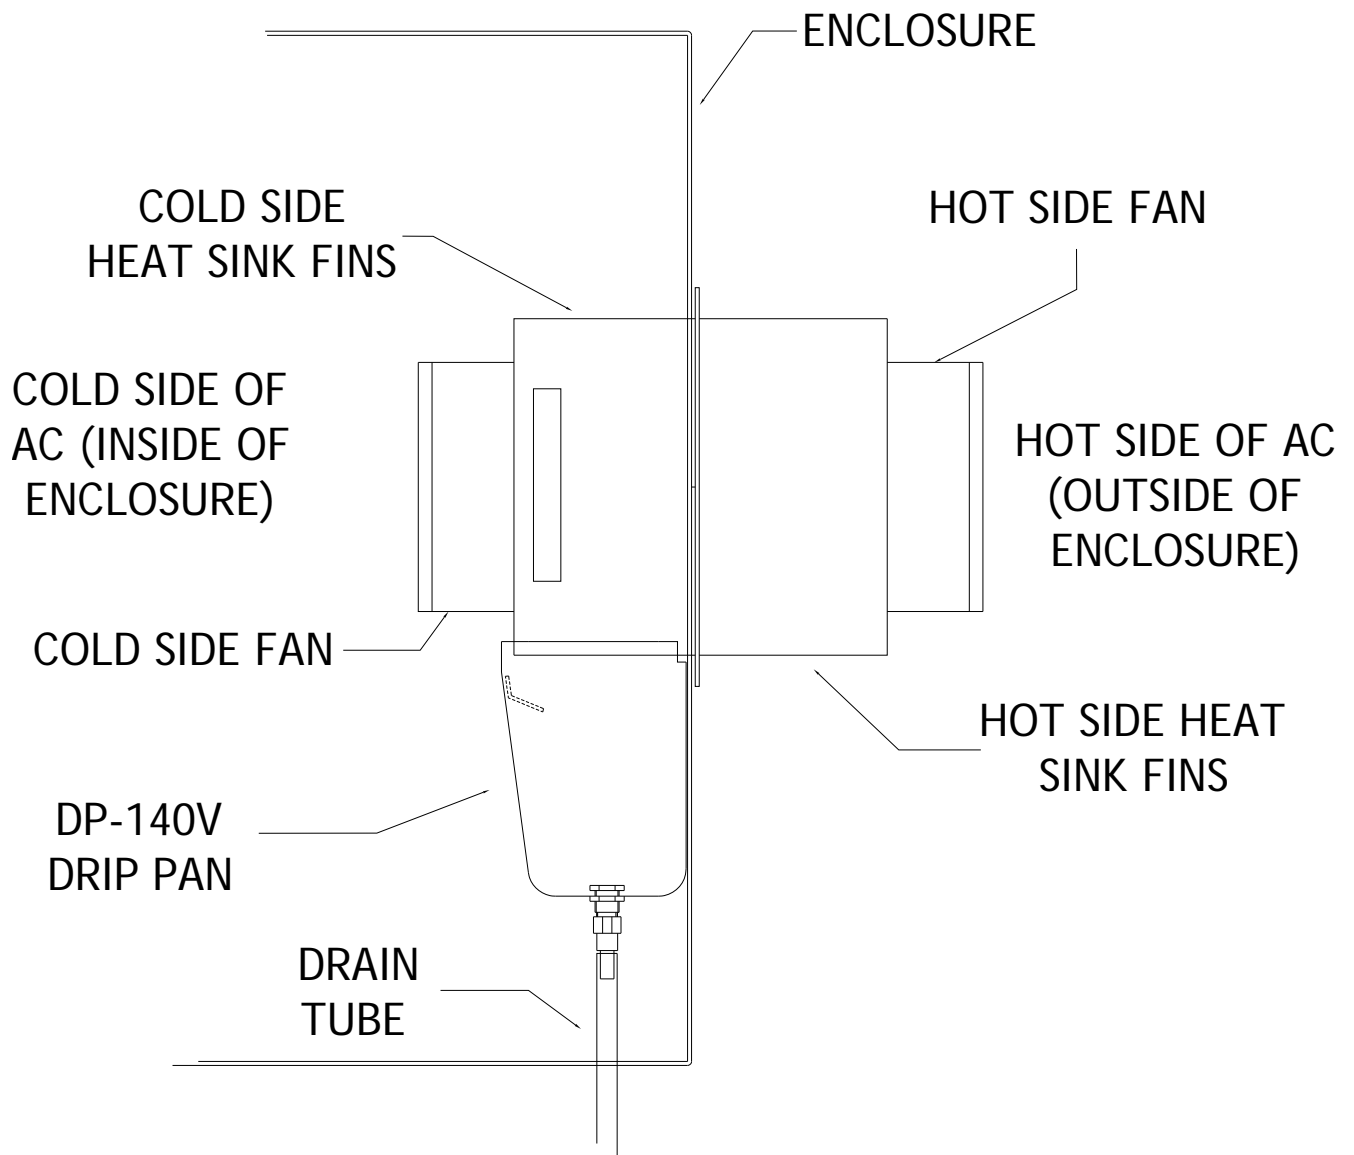 ENCLOSURE
COLD SIDE
HEAT SINK FINS
HOT SIDE FAN
COLD SIDE OF
AC (INSIDE OF
ENCLOSURE)
HOT SIDE OF AC
(OUTSIDE OF
ENCLOSURE)
COLD SIDE FAN
HOT SIDE HEAT
SINK FINS
DP-140V
DRIP PAN
DRAIN
TUBE